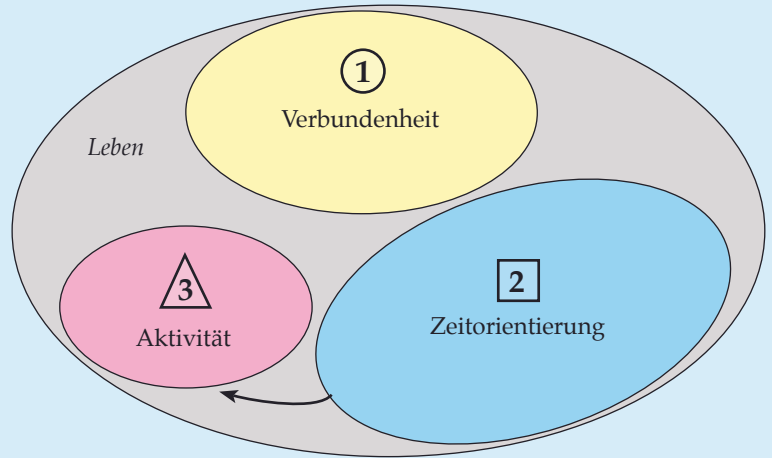 1
Verbundenheit
Leben
2
Zeitorientierung
3
Aktivität